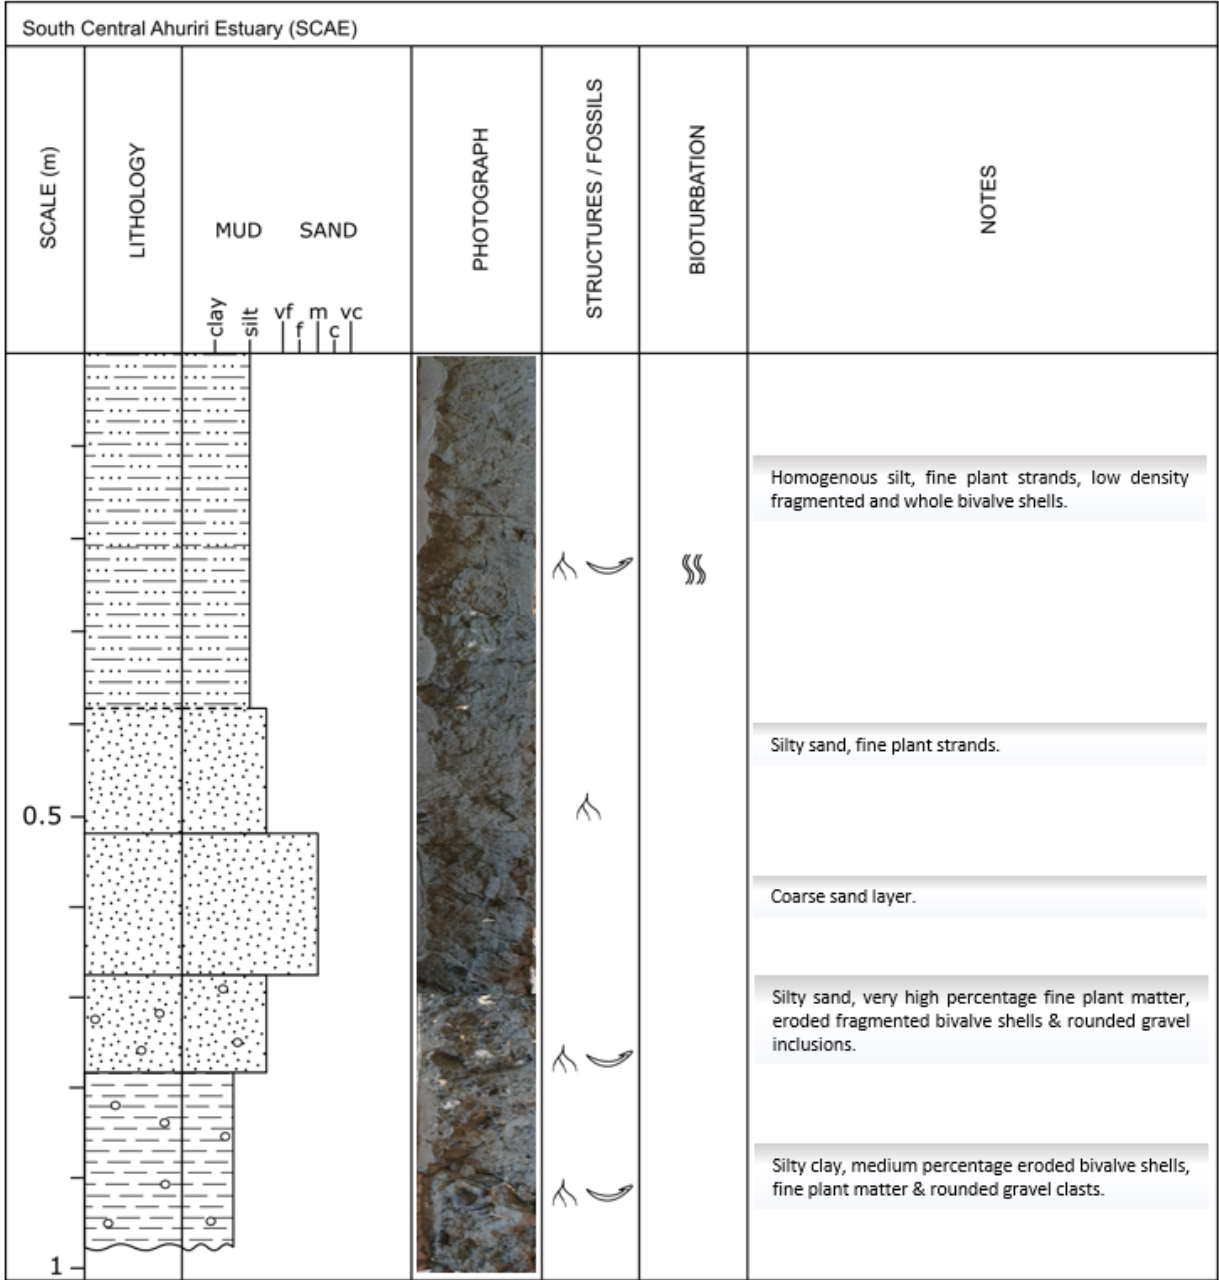 South Central Ahuriri Estuary (SCAE)
SCALE (m)
LITHOLOGY
MUD SAND
clay
silt
vf
f
m
c
vc
PHOTOGRAPH
STRUCTURES / FOSSILS
BIOTURBATION
NOTES
Homogenous silt, fine plant strands, low density
fragmented and whole bivalve shells.
Silty sand, fine plant strands.
0.5
Coarse sand layer.
Silty sand, very high percentage fine plant matter,
eroded fragmented bivalve shells & rounded gravel
inclusions.
Silty clay, medium percentage eroded bivalve shells,
fine plant matter & rounded gravel clasts.
1